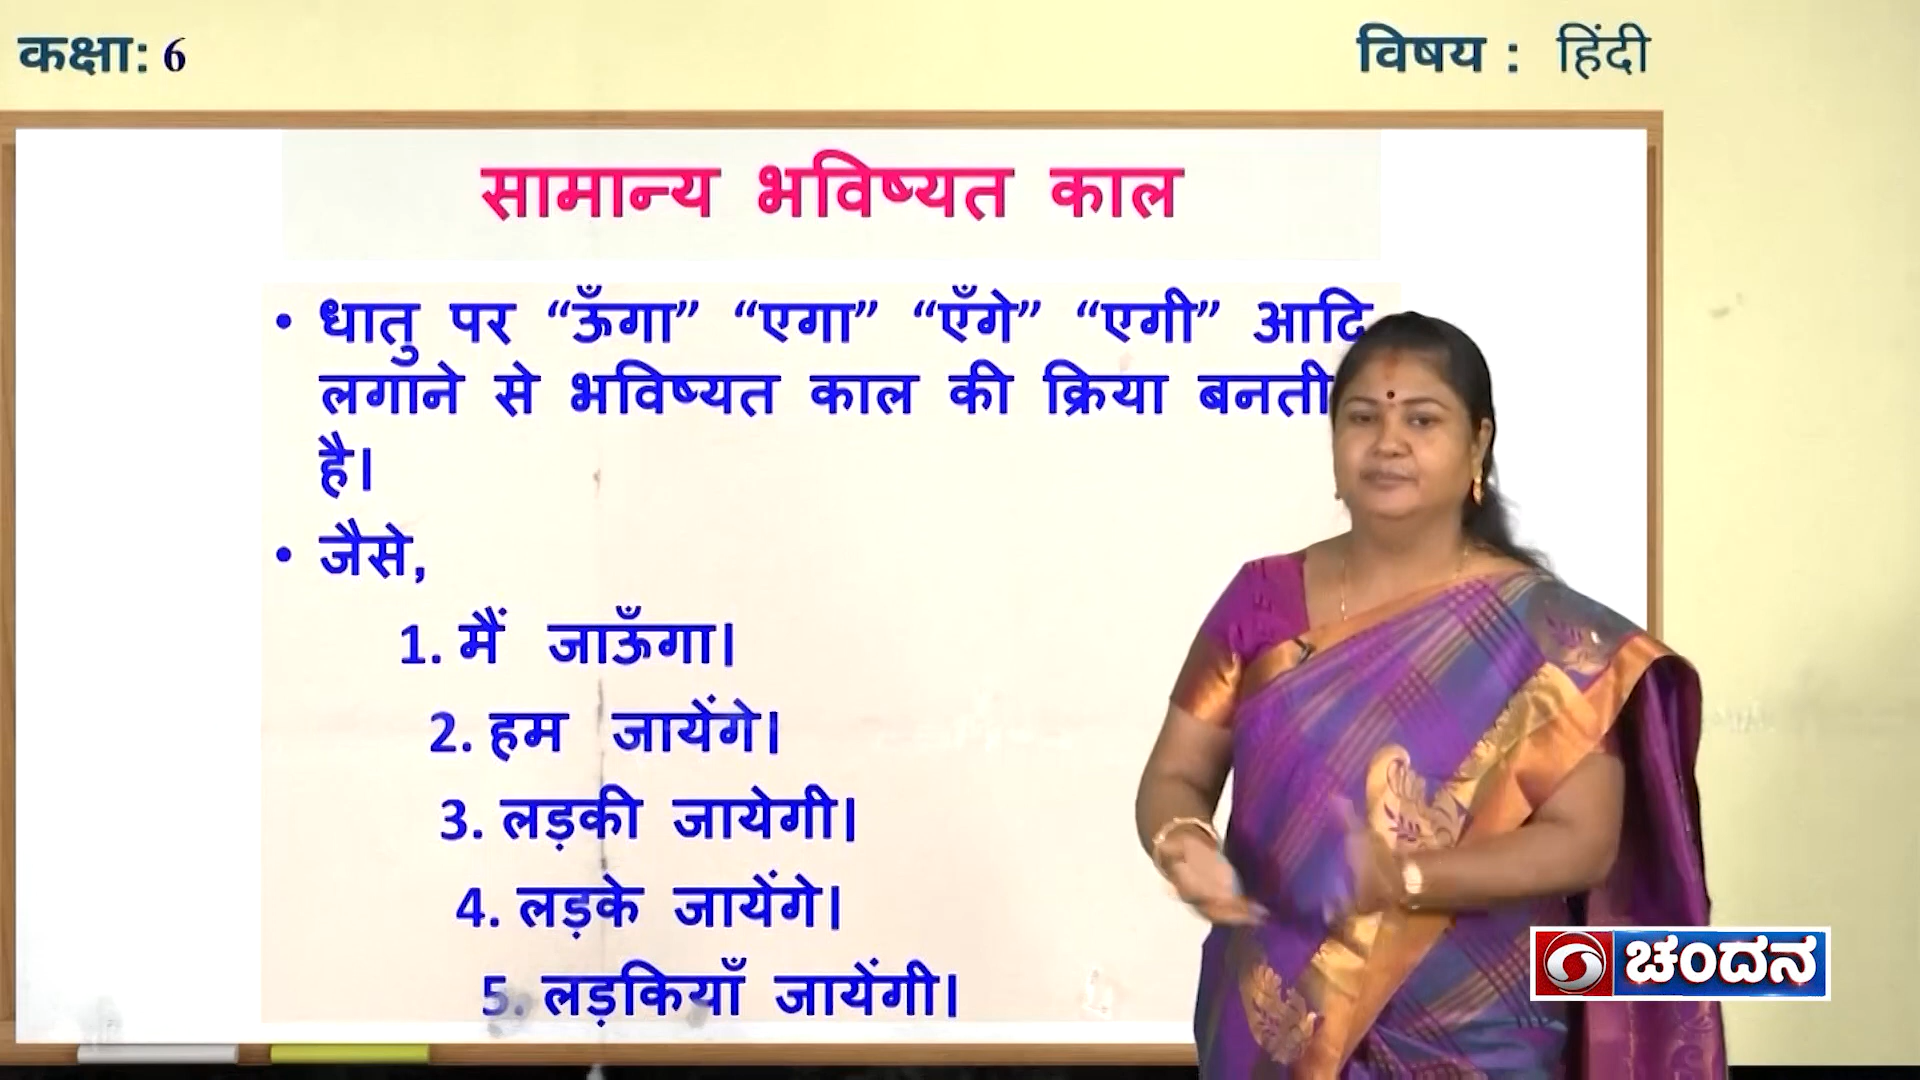 कक्षा: 6
विषय : हिंदी
सामान्य भविष्यत काल
• धातु पर “ऊँगा” “एगा” “एँगे” “एगी” आदि
लगाने से भविष्यत काल की क्रिया बनती
है।
• जैसे,
1. मैं जाऊँगा।
2. हम जायेंगे।
3. लड़की जायेगी।
4. लड़के जायेंगे।
5. लड़कियाँ जायेंगी।
ಚಂದನ